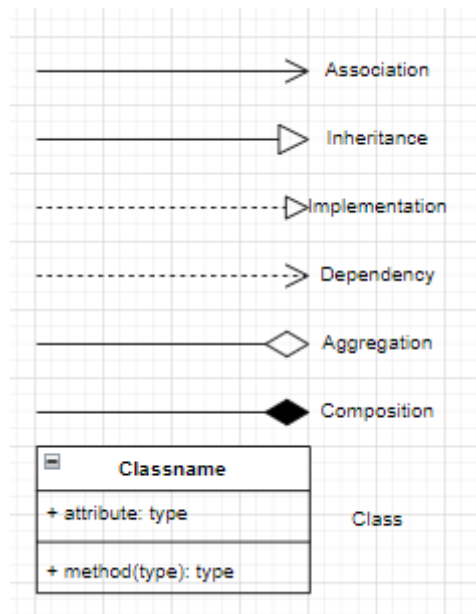 Association
Inheritance
Implementation
Dependency
Aggregation
Composition
Classname
+ attribute: type
Class
+ method(type): type